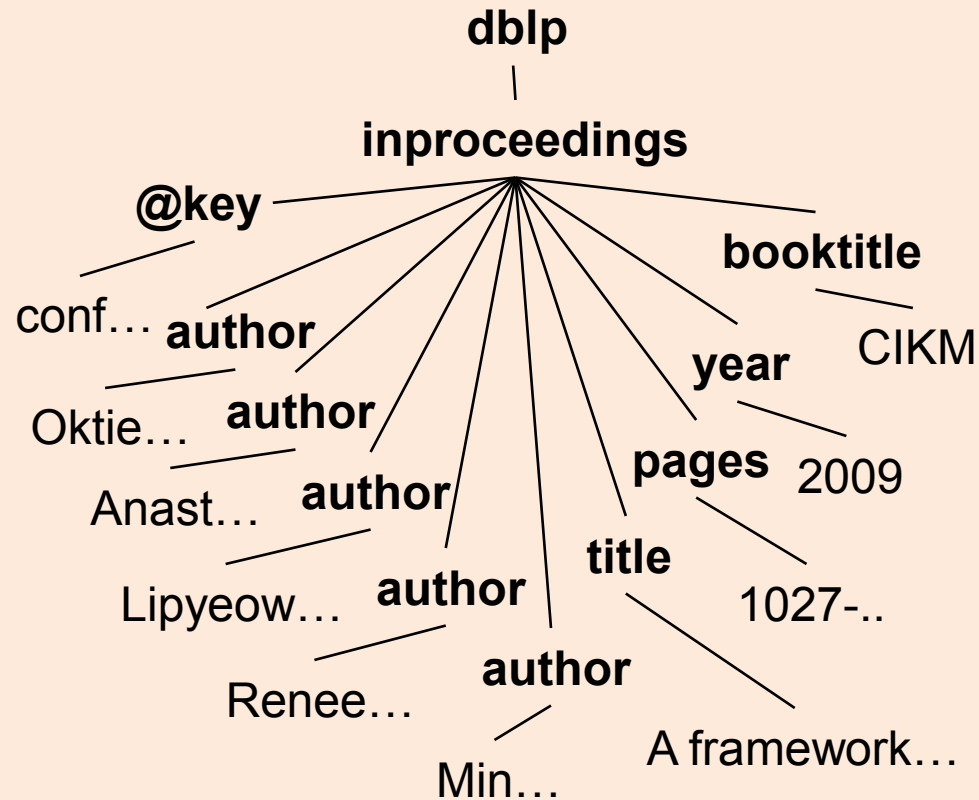 dblp
inproceedings
@key
booktitle
conf…
author
CIKM
year
Oktie…
author
pages
2009
Anast…
author
title
Lipyeow…
author
1027-..
author
Renee…
A framework…
Min…